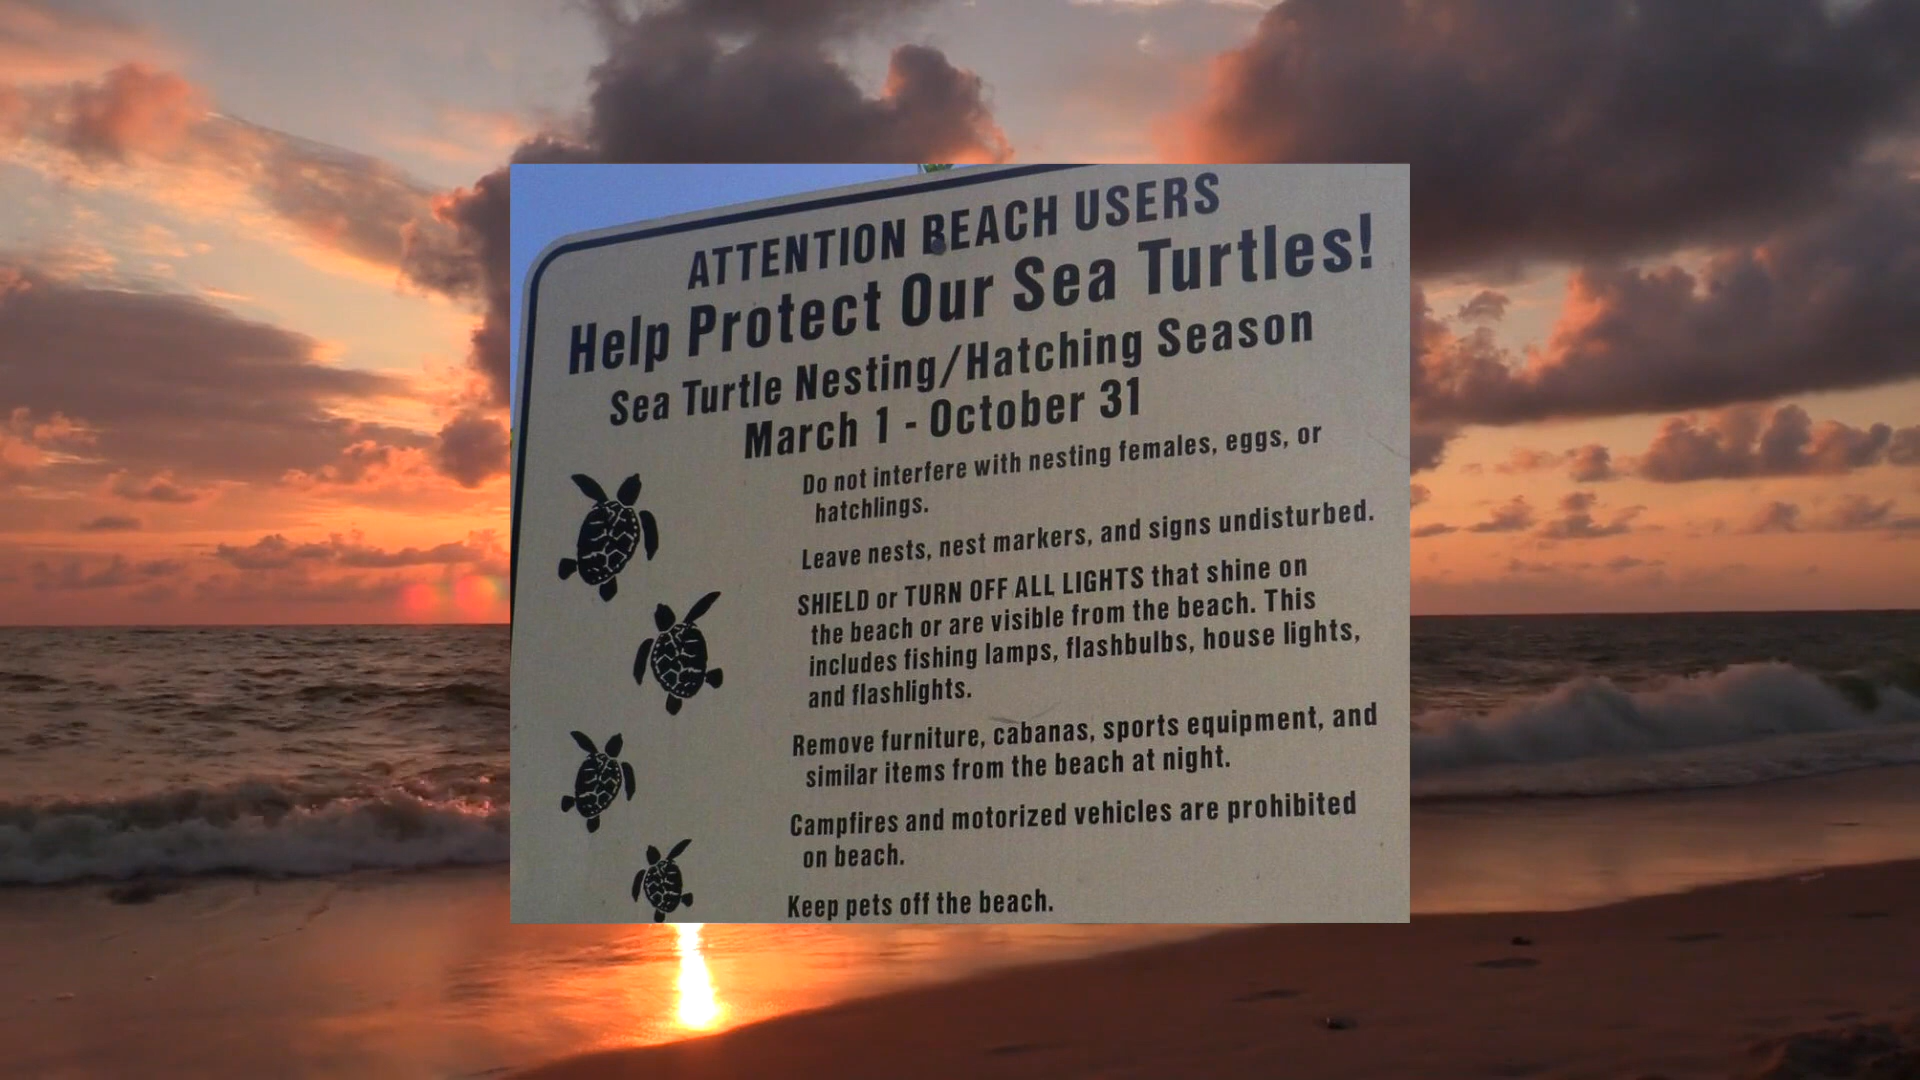 ATTENTION BEACH USERS
Help Protect Our Sea Turtles!
Sea Turtle Nesting/Hatching Season
March 1 - October 31
Do not interfere with nesting females, eggs, or
hatchlings.
Leave nests, nest markers, and signs undisturbed.
SHIELD or TURN OFF ALL LIGHTS that shine on
the beach or are visible from the beach. This
includes fishing lamps, flashbulbs, house lights,
and flashlights.
Remove furniture, cabanas, sports equipment, and
similar items from the beach at night.
Campfires and motorized vehicles are prohibited
on beach.
Keep pets off the beach.